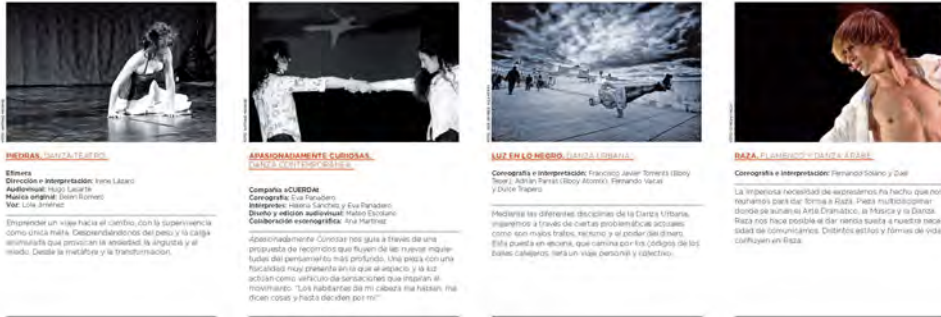 PIEDRAS. DANZA-TEATRO.
Efímera
Dirección e interpretación: Irene Lázaro
Audiovisual: Hugo Lasarte
Música original: Belén Romero
Voz: Lola Jiménez
Emprender un viaje hacia el cambio, con la supervivencia
como única meta. Desprendiéndonos del peso y la carga
acumulada que provocan la ansiedad, la angustia y el
miedo. Desde la metáfora y la transformación.
APASIONADAMENTE CURIOSAS.
DANZA CONTEMPORÁNEA
Compañía aCUERDAt
Coreografía: Eva Panadero
Intérpretes: Helena Sánchez y Eva Panadero
Diseño y edición audiovisual: Mateo Escolano
Colaboración coreográfica: Ana Martínez
Apasionadamente Curiosas nos guía a través de una
propuesta de recorridos que fluyen de las nuevas inquie-
tudes del pensamiento más profundo. Una pieza con una
fisicalidad muy presente en la que el espacio y la luz
actúan como vehículo de sensaciones que inspiran el
movimiento. "Los habitantes de mi cabeza me hablan, me
dicen cosas y hasta deciden por mí"
LUZ EN LO NEGRO. DANZA URBANA.
Coreografía e interpretación: Francisco Javier Torrents (Bboy
Adrián Parras (Bboy Atomix), Fernando
y Dulce Trapero
Mediante las diferentes disciplinas de la Danza Urbana,
viajaremos a través de ciertas problemáticas actuales
como son malos tratos, racismo y el poder del dinero.
Esta puesta en escena, que camina por los códigos de los
bailes callejeros, será un viaje personal y colectivo.
RAZA. FLAMENCO Y DANZA ÁRABE.
Coreografía e interpretación: Fernando Solano y
La imperiosa necesidad de expresarnos ha hecho que nos
reunamos para dar forma a Raza. Pieza multidisciplinar
donde se aúnan el Arte Dramático, la Música y la Danza.
Raza nos hace posible el dar rienda suelta a nuestra nece-
sidad de comunicarnos. Distintos estilos y formas de vida
confluyen en Raza.